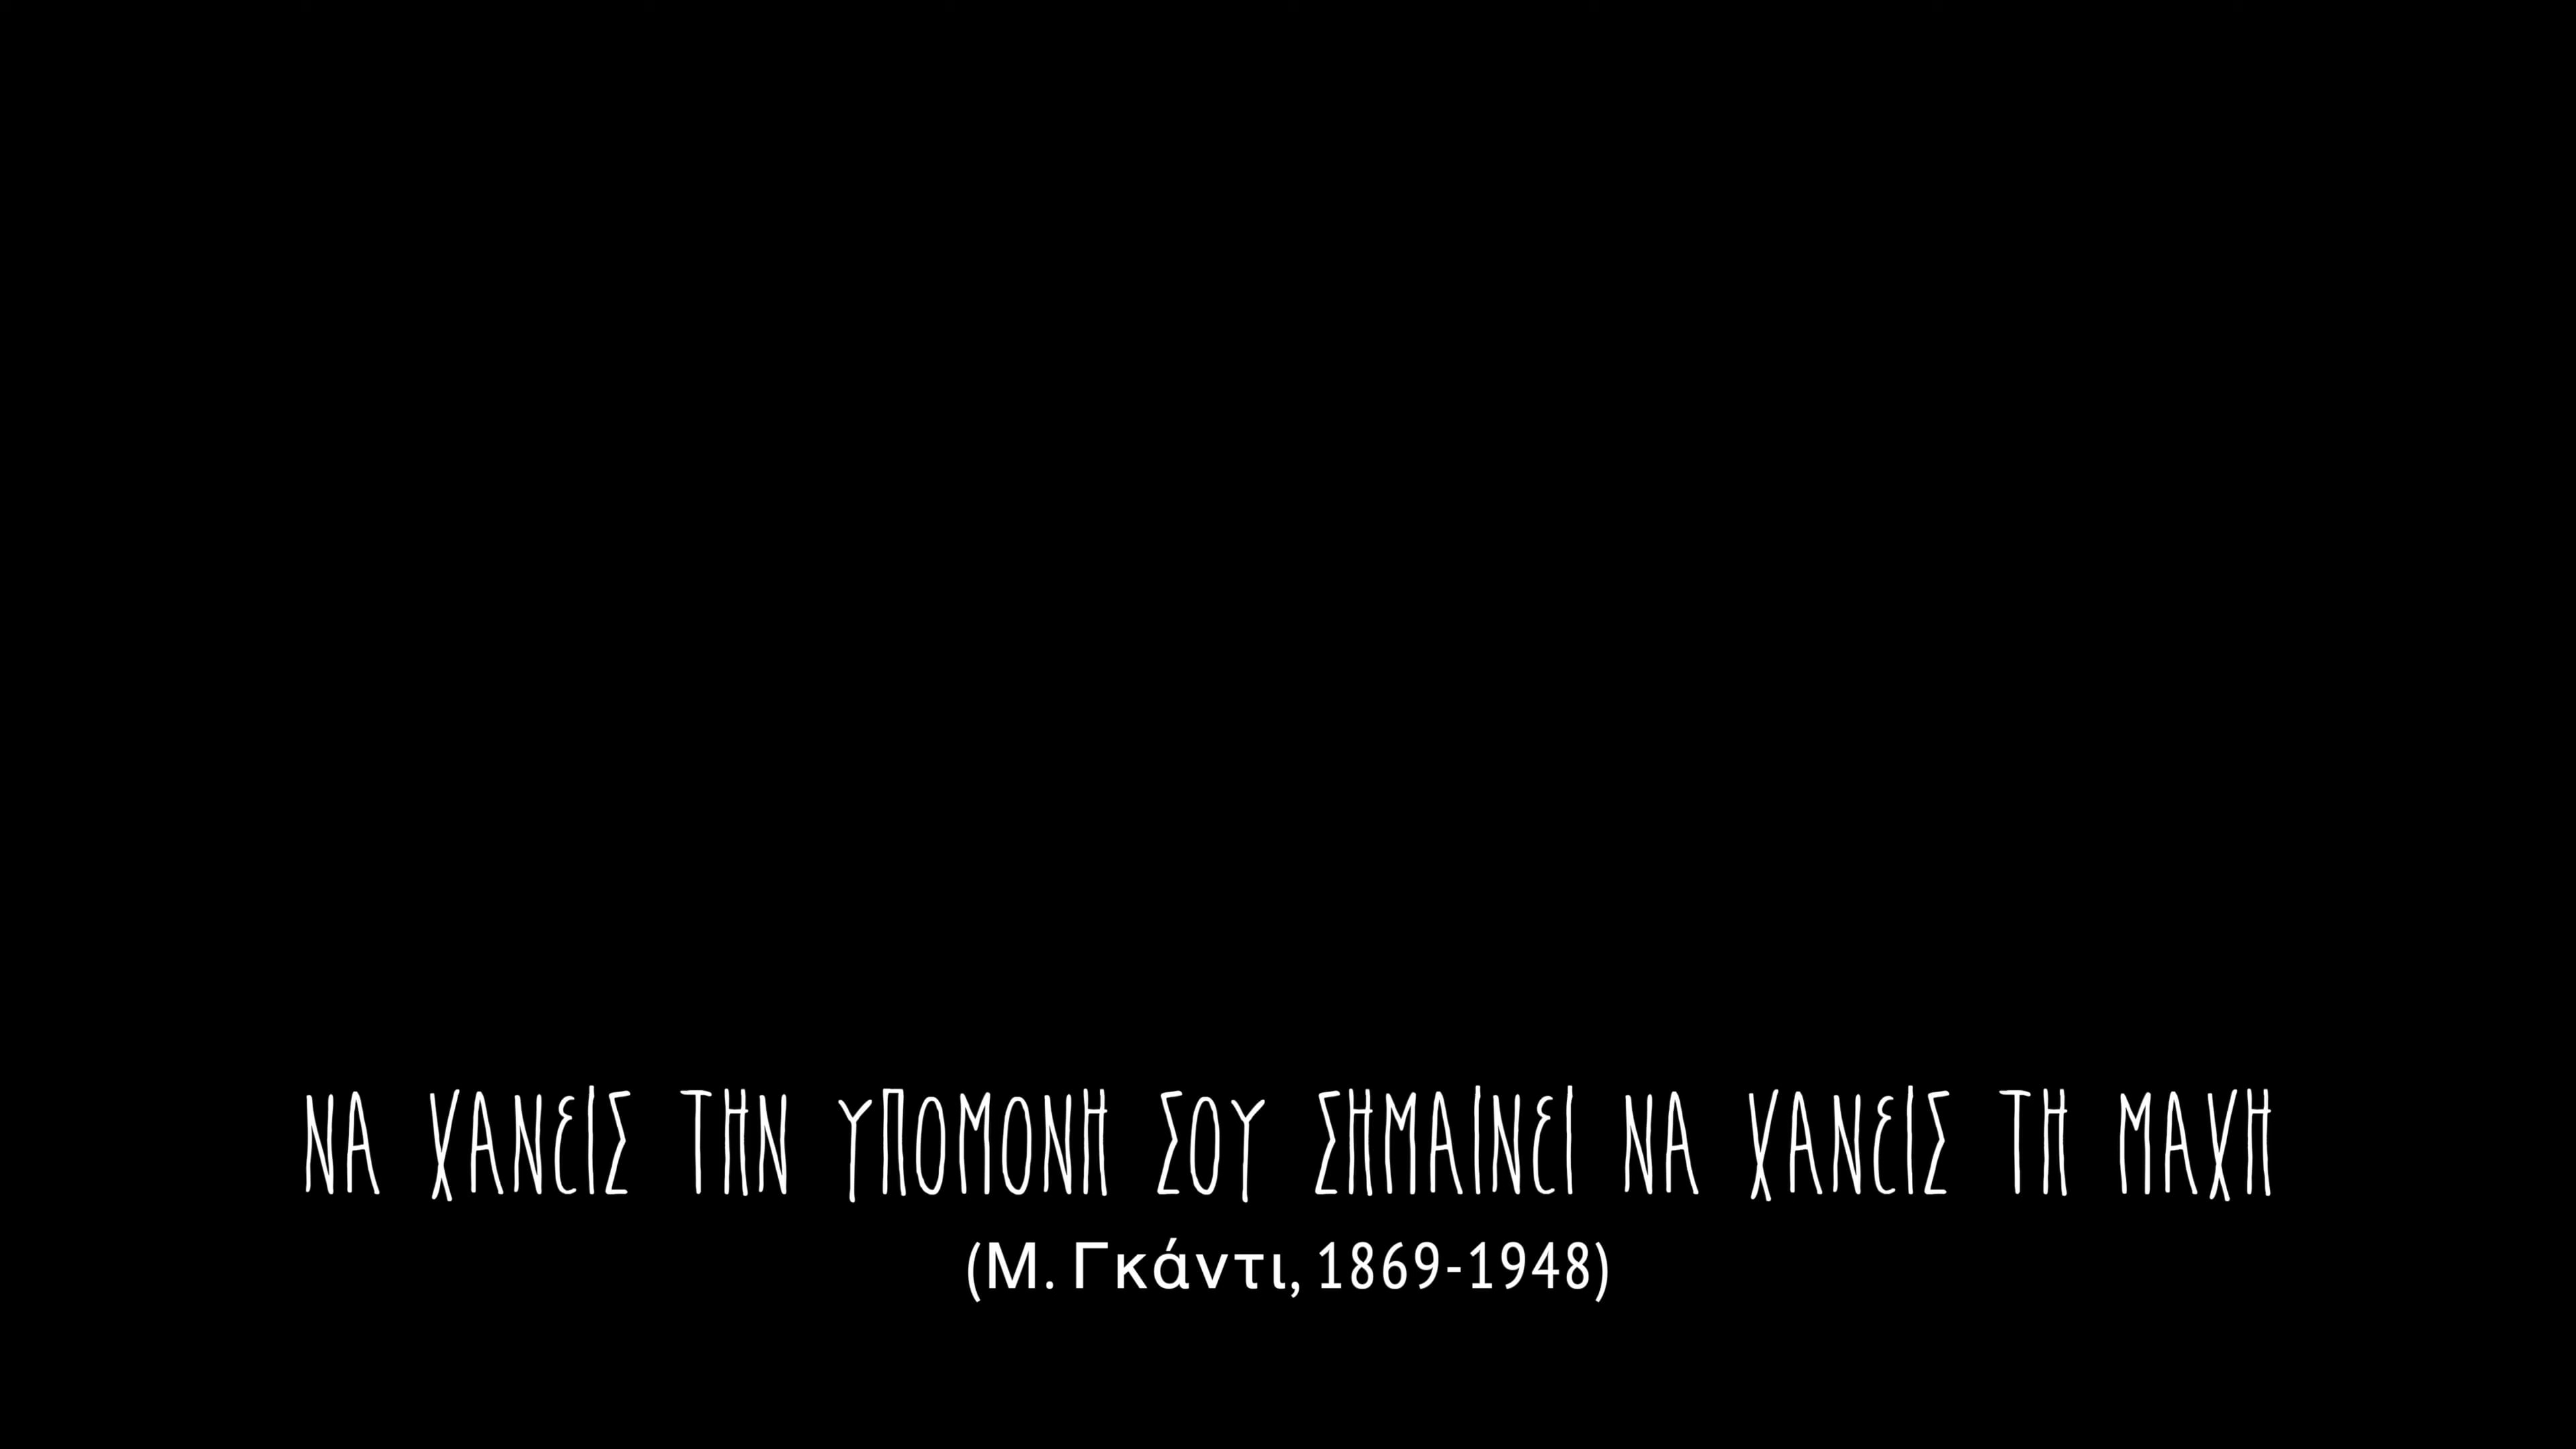 ΝΑ ΧΑΝΕΙΣ ΤΗΝ ΥΠΟΜΟΝΗ ΣΟΥ ΣΗΜΑΙΝΕΙ ΝΑ ΧΑΝΕΙΣ ΤΗ ΜΑΧΗ
(Μ. Γκάντι, 1869-1948)